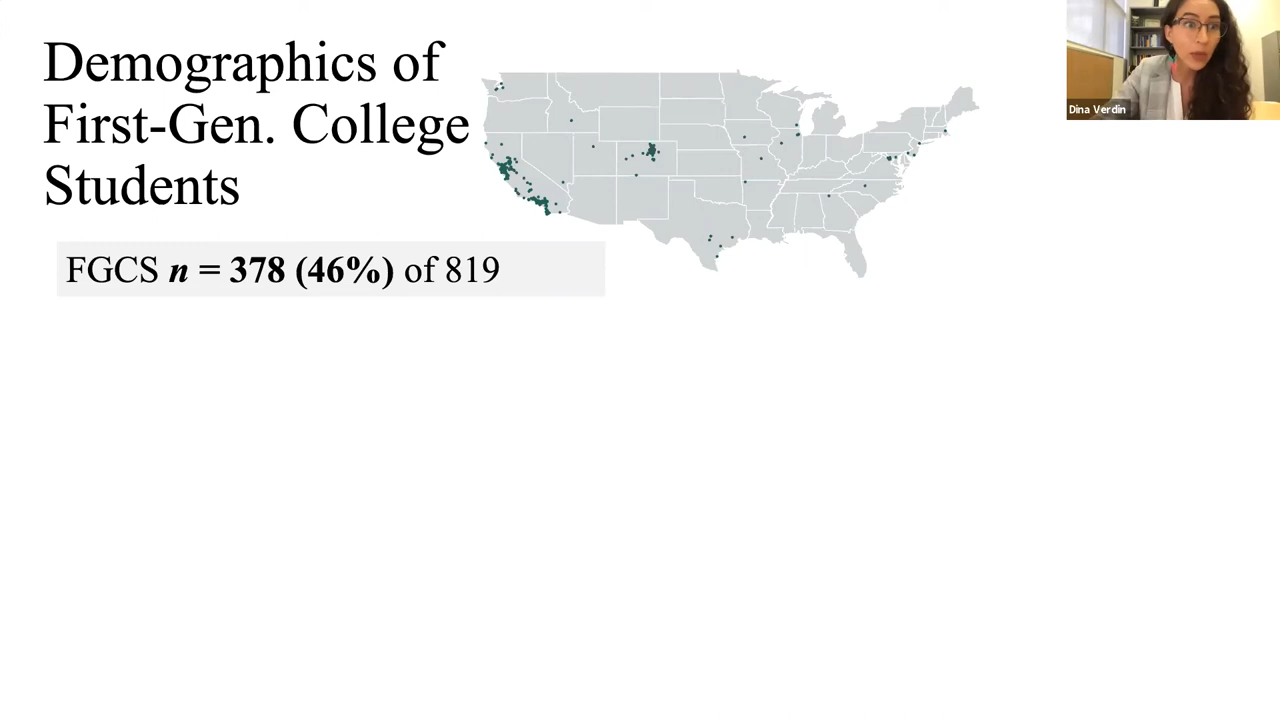 Demographics of
First-Gen. College
Students
FGCS n = 378 (46%) of 819
Dina Verdin